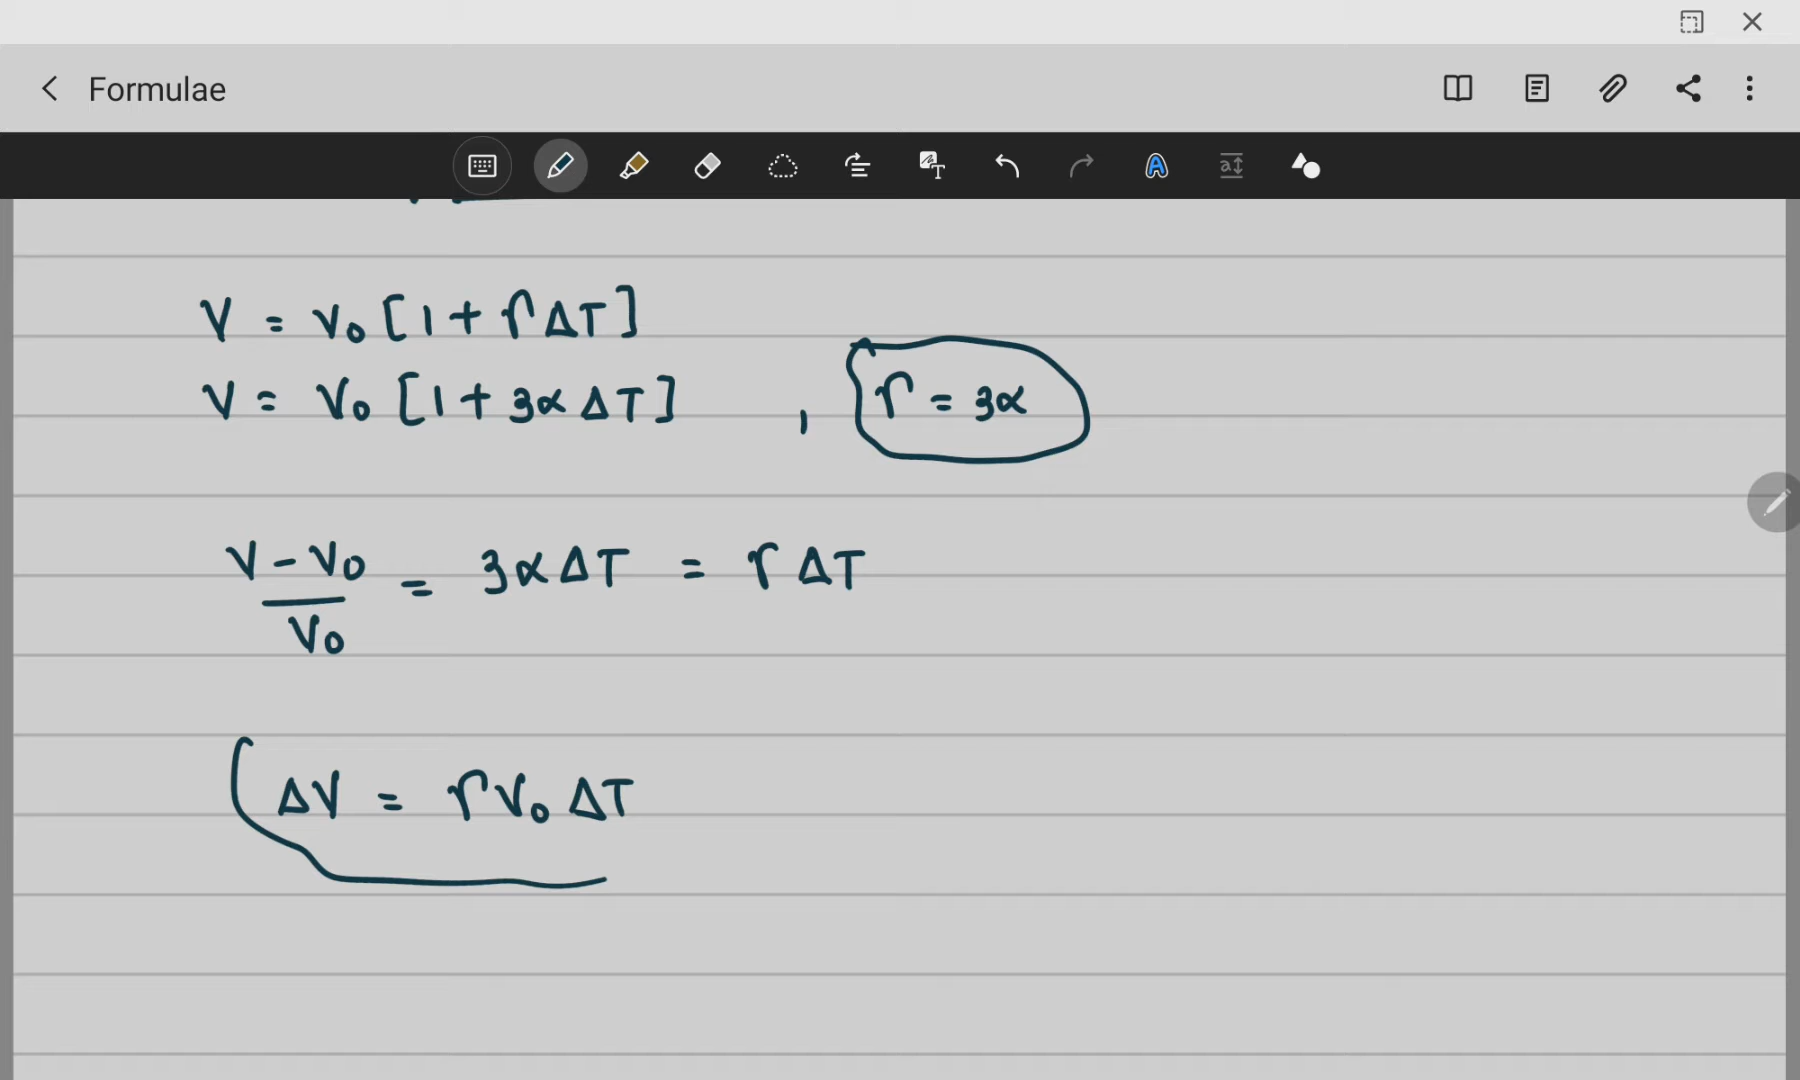 Formulae
V = V₀ [1 + γΔT]
V = V₀ [1 + 3αΔT] , γ = 3α
V - V₀ / V₀ = 3αΔT = γΔT
ΔV = γV₀ΔT